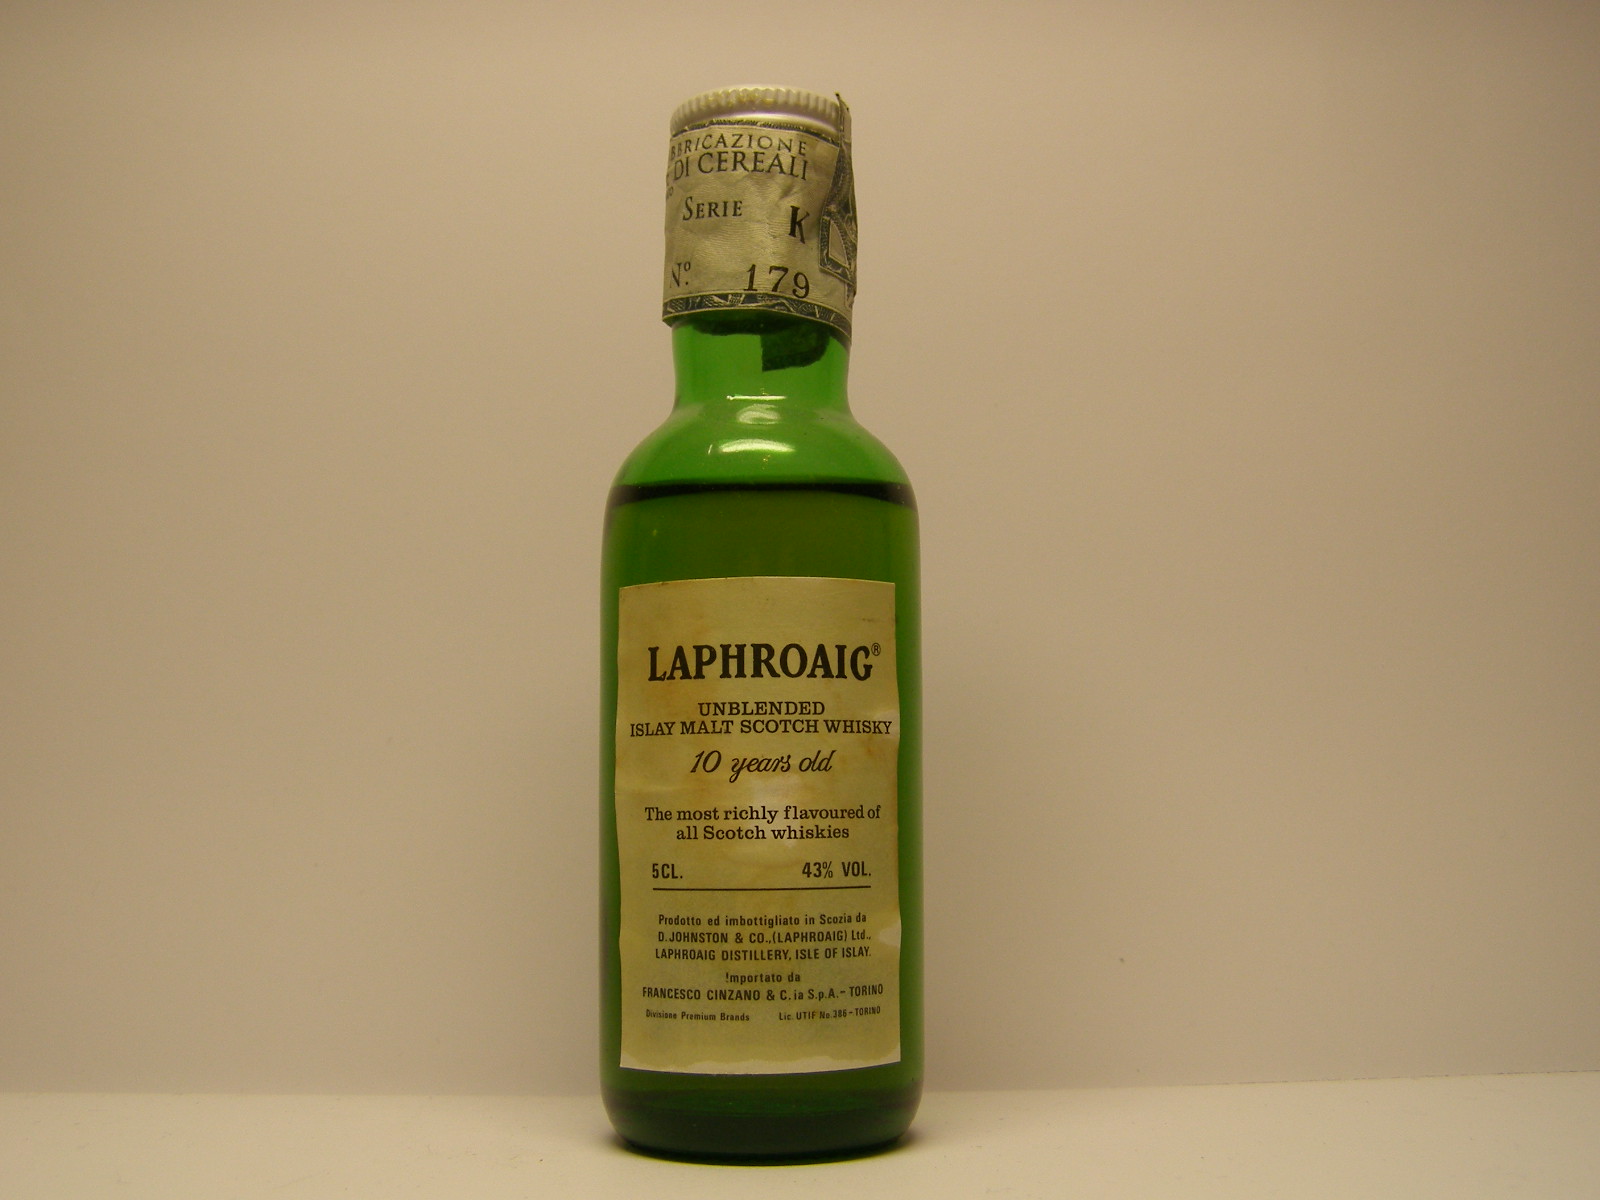 BBRICAZIONE
DI CEREALI
SERIE K
Nº. 179
LAPHROAIG®
UNBLENDED
ISLAY MALT SCOTCH WHISKY
10 years old
The most richly flavoured of
all Scotch whiskies
5CL. 43% VOL.
Prodotto ed imbottigliato in Scozia da
D. JOHNSTON & CO.,(LAPHROAIG) Ltd.,
LAPHROAIG DISTILLERY, ISLE OF ISLAY.
Importato da
FRANCESCO CINZANO & C. ia S.p.A. - TORINO
Divisione Premium Brands Lic. UTIF No. 386 - TORINO